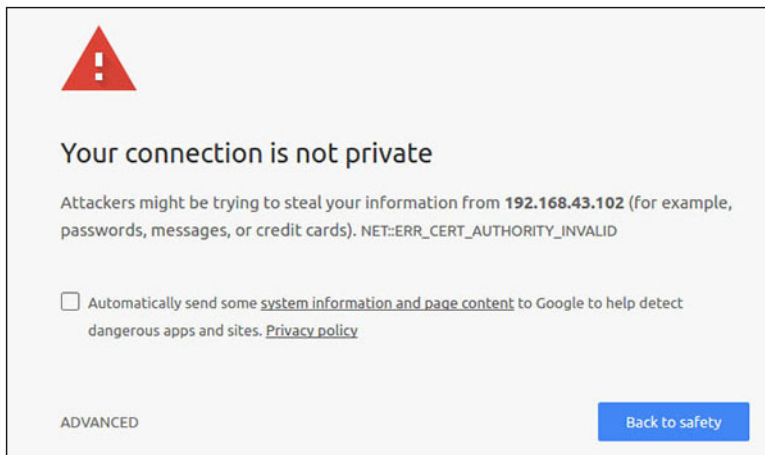 Your connection is not private
Attackers might be trying to steal your information from 192.168.43.102 (for example,
passwords, messages, or credit cards). NET::ERR_CERT_AUTHORITY_INVALID
Automatically send some system information and page content to Google to help detect
dangerous apps and sites. Privacy policy
ADVANCED
Back to safety